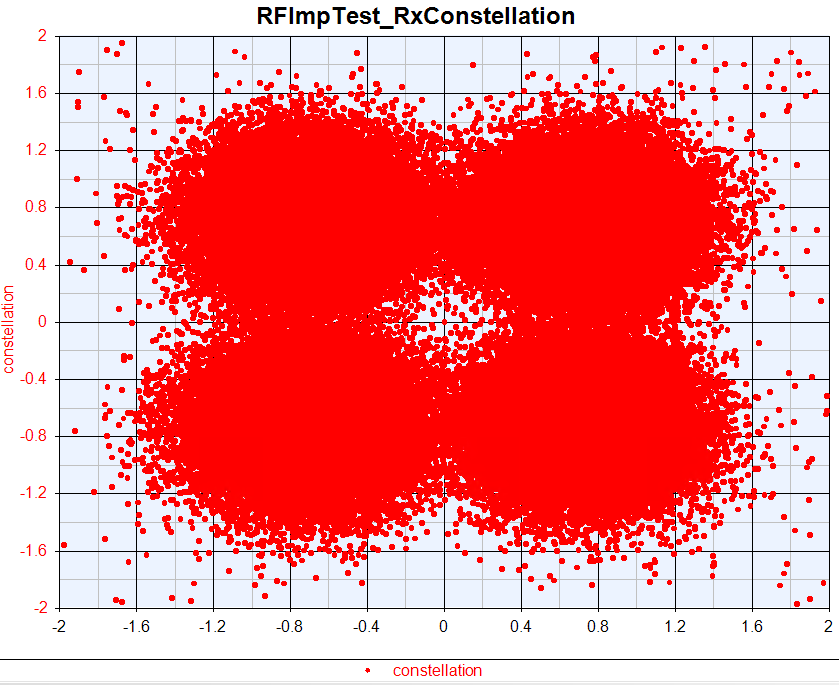 RFImpTest_RxConstellation
2
1.6
1.2
0.8
0.4
0
-0.4
-0.8
-1.2
-1.6
-2
constellation
-2 -1.6 -1.2 -0.8 -0.4 0 0.4 0.8 1.2 1.6 2
constellation